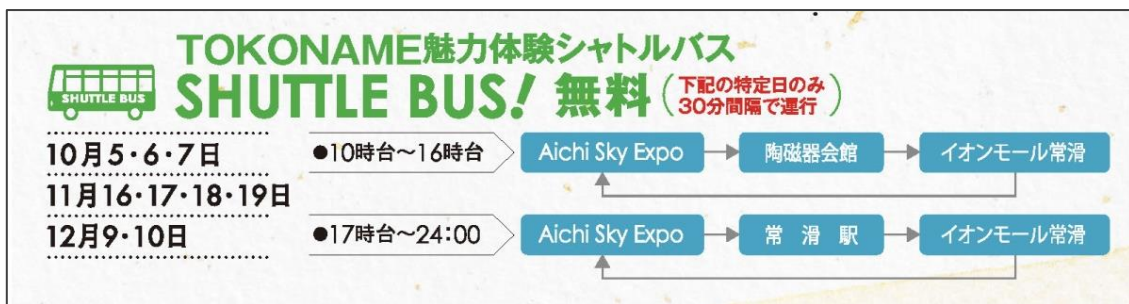 TOKONAME魅力体験シャトルバス
SHUTTLE BUS
SHUTTLE BUS! 無料
(下記の特定日のみ
30分間隔で運行)
10月5・6・7日
11月16・17・18・19日
12月9・10日
●10時台〜16時台
Aichi Sky Expo
陶磁器会館
イオンモール常滑
●17時台〜24:00
Aichi Sky Expo
常滑駅
イオンモール常滑